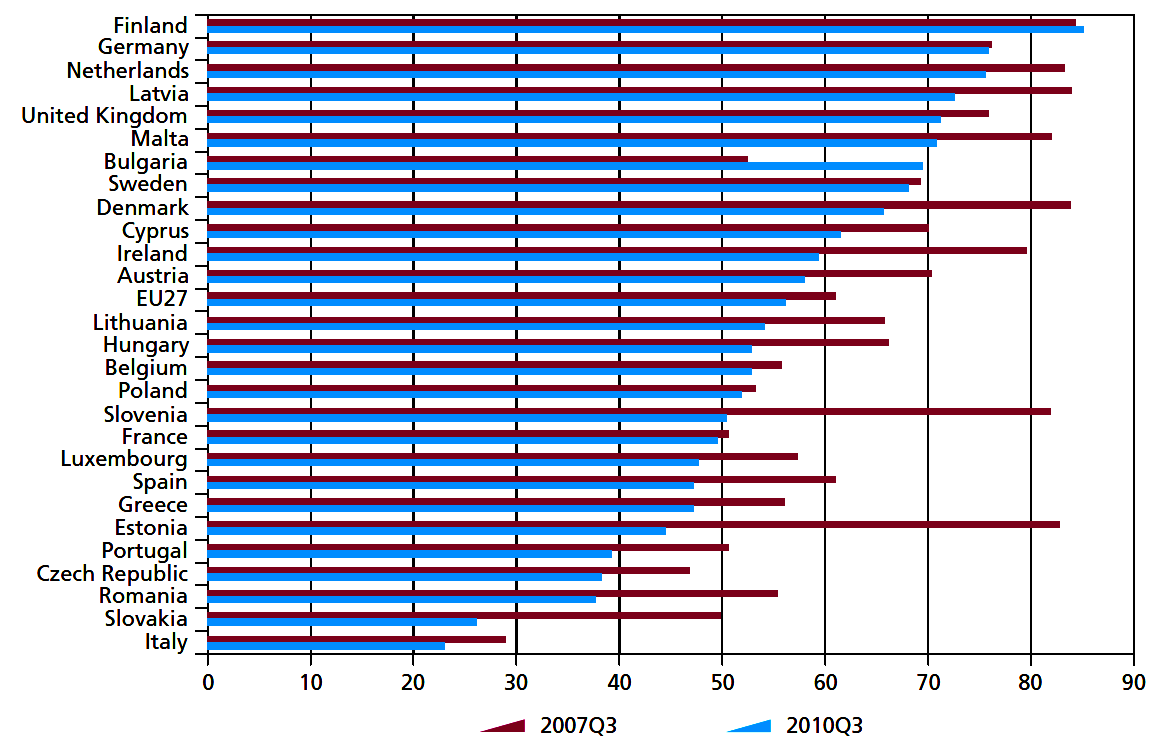 Finland
Germany
Netherlands
Latvia
United Kingdom
Malta
Bulgaria
Sweden
Denmark
Cyprus
Ireland
Austria
EU27
Lithuania
Hungary
Belgium
Poland
Slovenia
France
Luxembourg
Spain
Greece
Estonia
Portugal
Czech Republic
Romania
Slovakia
Italy
0 10 20 30 40 50 60 70 80 90
2007Q3 2010Q3